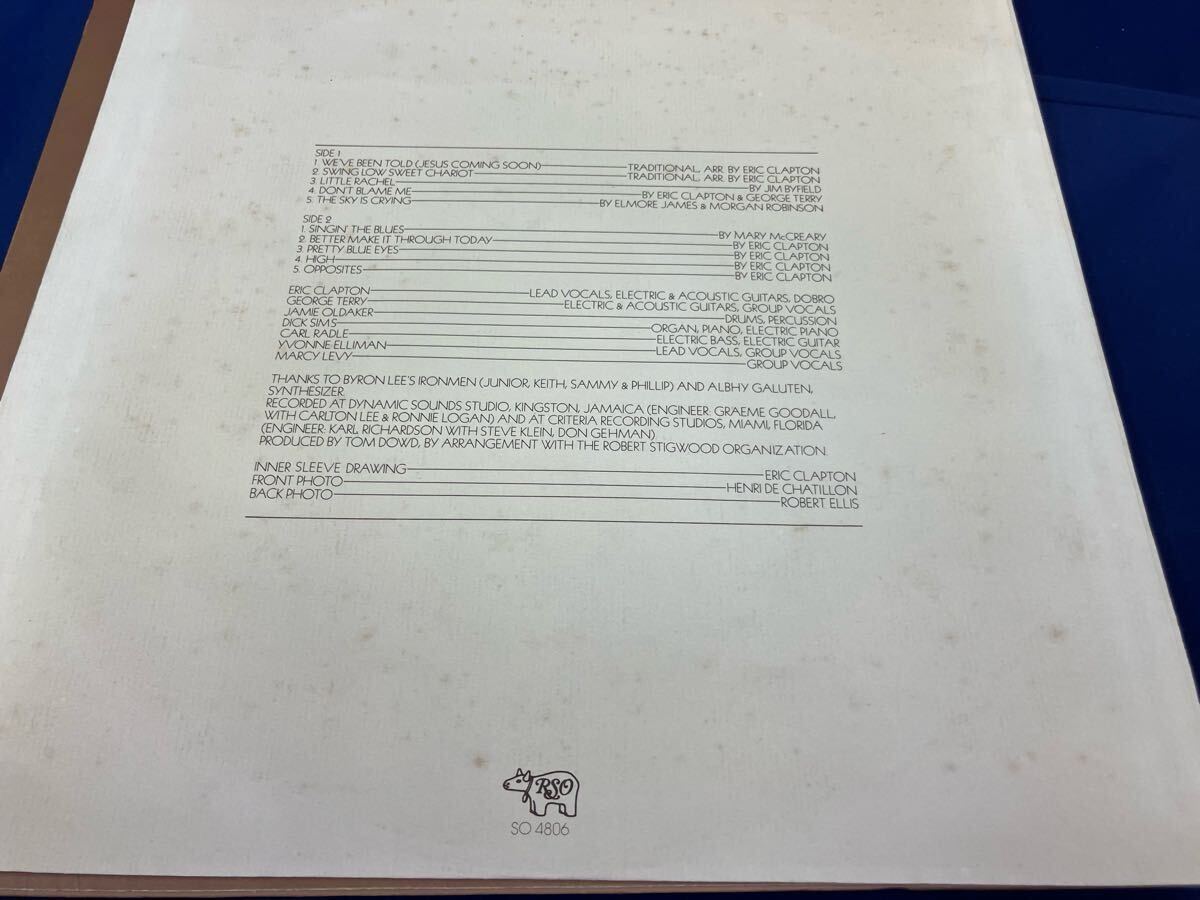 SIDE 1
1. WE'VE BEEN TOLD (JESUS COMING SOON) TRADITIONAL. ARR. BY ERIC CLAPTON
2. SWING LOW SWEET CHARIOT TRADITIONAL. ARR. BY ERIC CLAPTON
3. LITTLE RACHEL BY JIM BYFIELD
4. DON'T BLAME ME BY ERIC CLAPTON & GEORGE TERRY
5. THE SKY IS CRYING BY ELMORE JAMES & MORGAN ROBINSON
SIDE 2
1. SINGIN' THE BLUES BY MARY McCREARY
2. BETTER MAKE IT THROUGH TODAY BY ERIC CLAPTON
3. PRETTY BLUE EYES BY ERIC CLAPTON
4. HIGH BY ERIC CLAPTON
5. OPPOSITES BY ERIC CLAPTON
ERIC CLAPTON LEAD VOCALS, ELECTRIC & ACOUSTIC GUITARS, DOBRO
GEORGE TERRY ELECTRIC & ACOUSTIC GUITARS, GROUP VOCALS
JAMIE OLDAKER DRUMS, PERCUSSION
DICK SIMS ORGAN, PIANO, ELECTRIC PIANO
CARL RADLE ELECTRIC BASS, ELECTRIC GUITAR
YVONNE ELLIMAN LEAD VOCALS, GROUP VOCALS
MARCY LEVY GROUP VOCALS
THANKS TO BYRON LEE'S IRONMEN (JUNIOR, KEITH, SAMMY & PHILLIP) AND ALBHY GALUTEN,
SYNTHESIZER.
RECORDED AT DYNAMIC SOUNDS STUDIO, KINGSTON, JAMAICA (ENGINEER: GRAEME GOODALL,
WITH CARLTON LEE & RONNIE LOGAN) AND AT CRITERIA RECORDING STUDIOS, MIAMI, FLORIDA
(ENGINEER: KARL RICHARDSON WITH STEVE KLEIN, DON GEHMAN)
PRODUCED BY TOM DOWD, BY ARRANGEMENT WITH THE ROBERT STIGWOOD ORGANIZATION.
INNER SLEEVE DRAWING ERIC CLAPTON
FRONT PHOTO HENRI DE CHATILLON
BACK PHOTO ROBERT ELLIS
RSO
SO 4806